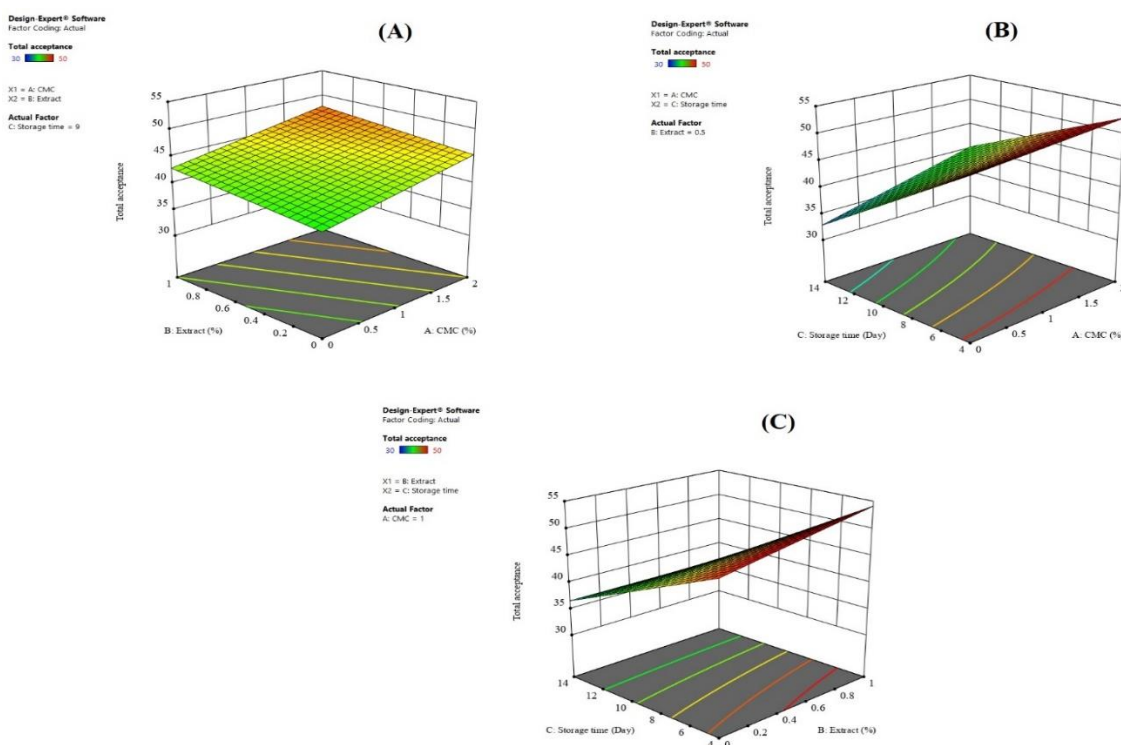 Design-Expert® Software
Factor Coding: Actual
Total acceptance
30 50
X1 = A: CMC
X2 = B: Extract
Actual Factor
C: Storage time = 9
(A)
55
50
45
40
35
30
Total acceptance
1
0.8
0.6
0.4
0.2
0
B: Extract (%)
0
0.5
1
1.5
2
A: CMC (%)
Design-Expert® Software
Factor Coding: Actual
Total acceptance
30 50
X1 = A: CMC
X2 = C: Storage time
Actual Factor
B: Extract = 0.5
(B)
55
50
45
40
35
30
Total acceptance
14
12
10
8
6
4
C: Storage time (Day)
0
0.5
1
1.5
A: CMC (%)
Design-Expert® Software
Factor Coding: Actual
Total acceptance
30 50
X1 = B: Extract
X2 = C: Storage time
Actual Factor
A: CMC = 1
(C)
55
50
45
40
35
30
Total acceptance
14
12
10
8
6
4
C: Storage time (Day)
0
0.2
0.4
0.6
0.8
1
B: Extract (%)